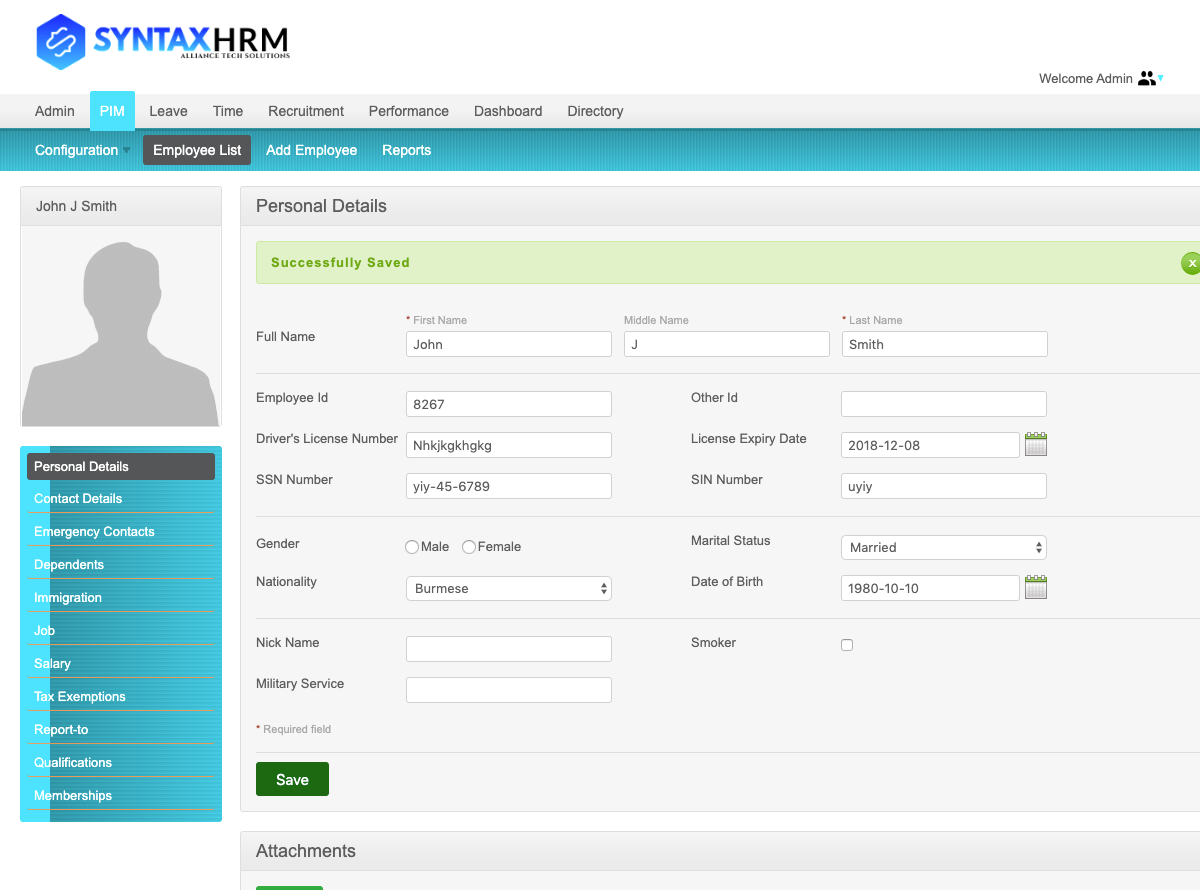 SYNTAXHRM
ALLIANCE TECH SOLUTIONS
Welcome Admin
Admin PIM Leave Time Recruitment Performance Dashboard Directory
Configuration Employee List Add Employee Reports
John J Smith
Personal Details
Contact Details
Emergency Contacts
Dependents
Immigration
Job
Salary
Tax Exemptions
Report-to
Qualifications
Memberships
Personal Details
Successfully Saved
x
* First Name Middle Name * Last Name
Full Name John J Smith
Employee Id 8267 Other Id
Driver's License Number Nhkjkgkhgkg License Expiry Date 2018-12-08
SSN Number yiy-45-6789 SIN Number uyiy
Gender Male Female Marital Status Married
Nationality Burmese Date of Birth 1980-10-10
Nick Name Smoker
Military Service
* Required field
Save
Attachments